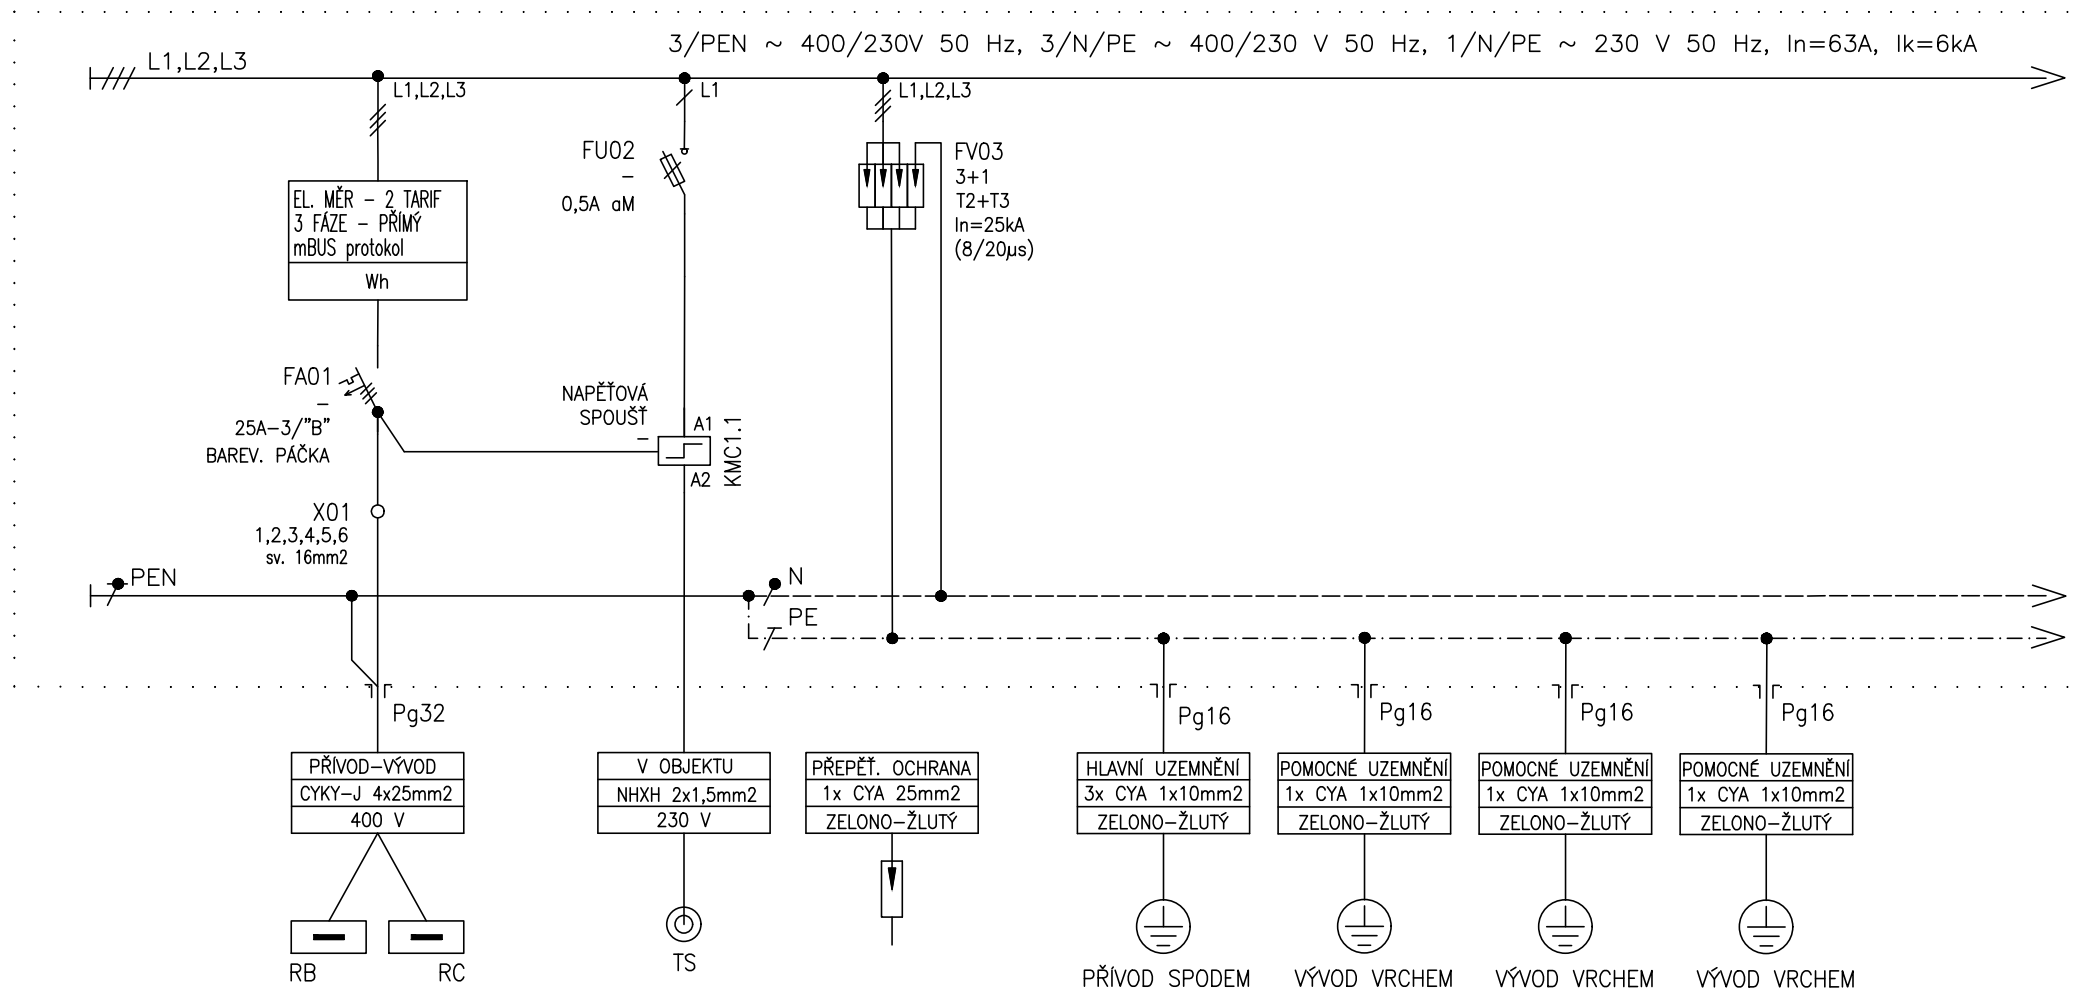 3/PEN ~ 400/230V 50 Hz, 3/N/PE ~ 400/230 V 50 Hz, 1/N/PE ~ 230 V 50 Hz, In=63A, Ik=6kA
L1,L2,L3
L1,L2,L3
L1
L1,L2,L3
EL. MĚR – 2 TARIF
3 FÁZE – PŘÍMÝ
mBUS protokol
Wh
FU02
–
0,5A aM
FV03
3+1
T2+T3
In=25kA
(8/20µs)
FA01
–
25A–3/"B"
BAREV. PÁČKA
NAPĚŤOVÁ
SPOUŠŤ
–
A1
A2
KMC1.1
X01
1,2,3,4,5,6
sv. 16mm2
PEN
N
PE
Pg32
Pg16
Pg16
Pg16
Pg16
PŘÍVOD–VÝVOD
CYKY–J 4x25mm2
400 V
V OBJEKTU
NHXH 2x1,5mm2
230 V
PŘEPĚŤ. OCHRANA
1x CYA 25mm2
ZELONO–ŽLUTÝ
HLAVNÍ UZEMNĚNÍ
3x CYA 1x10mm2
ZELONO–ŽLUTÝ
POMOCNÉ UZEMNĚNÍ
1x CYA 1x10mm2
ZELONO–ŽLUTÝ
POMOCNÉ UZEMNĚNÍ
1x CYA 1x10mm2
ZELONO–ŽLUTÝ
POMOCNÉ UZEMNĚNÍ
1x CYA 1x10mm2
ZELONO–ŽLUTÝ
RB
RC
TS
PŘÍVOD SPODEM
VÝVOD VRCHEM
VÝVOD VRCHEM
VÝVOD VRCHEM